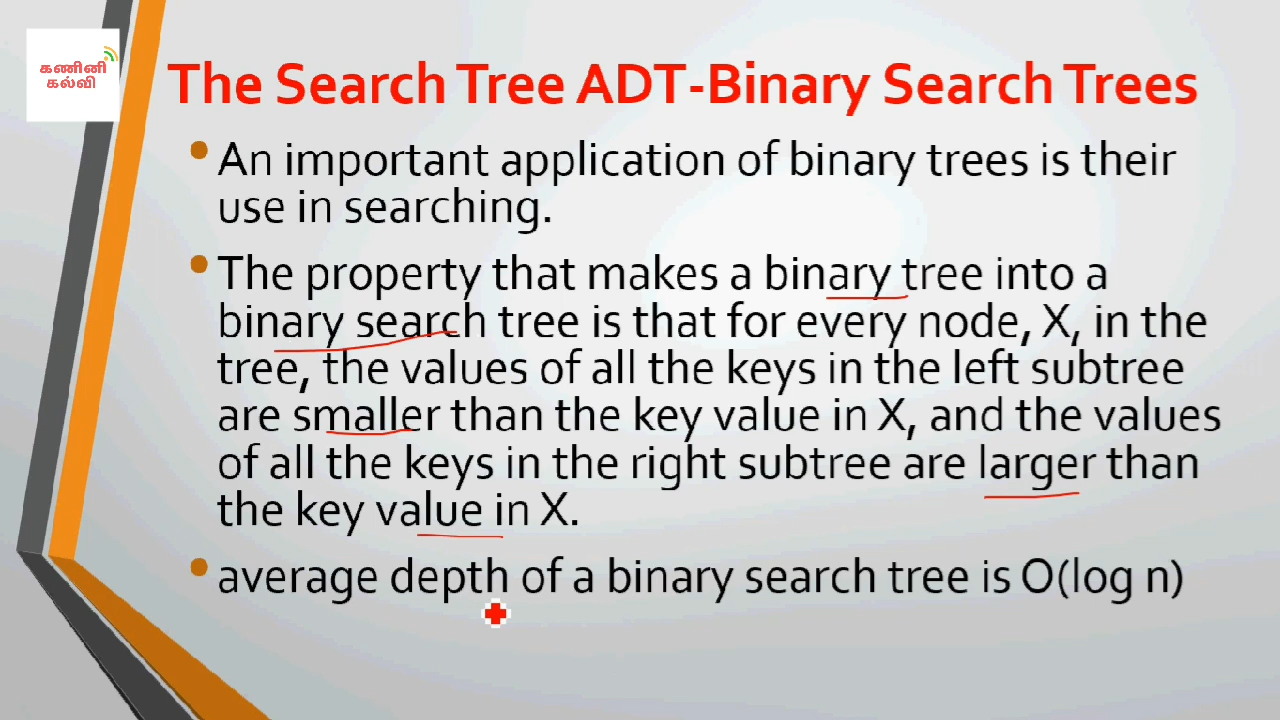 கணினி
கல்வி
The Search Tree ADT-Binary Search Trees
• An important application of binary trees is their
use in searching.
• The property that makes a binary tree into a
binary search tree is that for every node, X, in the
tree, the values of all the keys in the left subtree
are smaller than the key value in X, and the values
of all the keys in the right subtree are larger than
the key value in X.
• average depth of a binary search tree is O(log n)